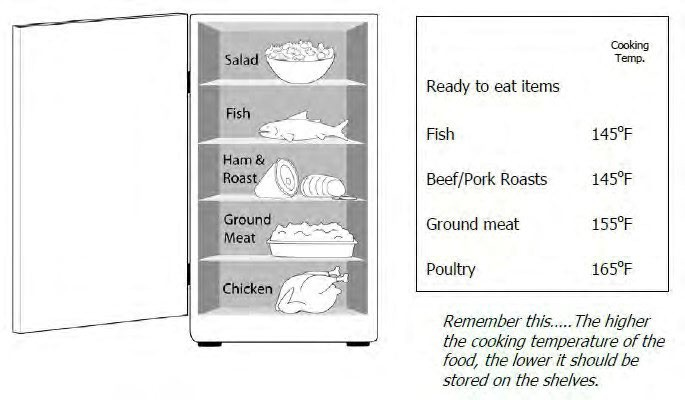 Salad
Fish
Ham &
Roast
Ground
Meat
Chicken
Cooking
Temp.
Ready to eat items
Fish 145°F
Beef/Pork Roasts 145°F
Ground meat 155°F
Poultry 165°F
Remember this.....The higher
the cooking temperature of the
food, the lower it should be
stored on the shelves.